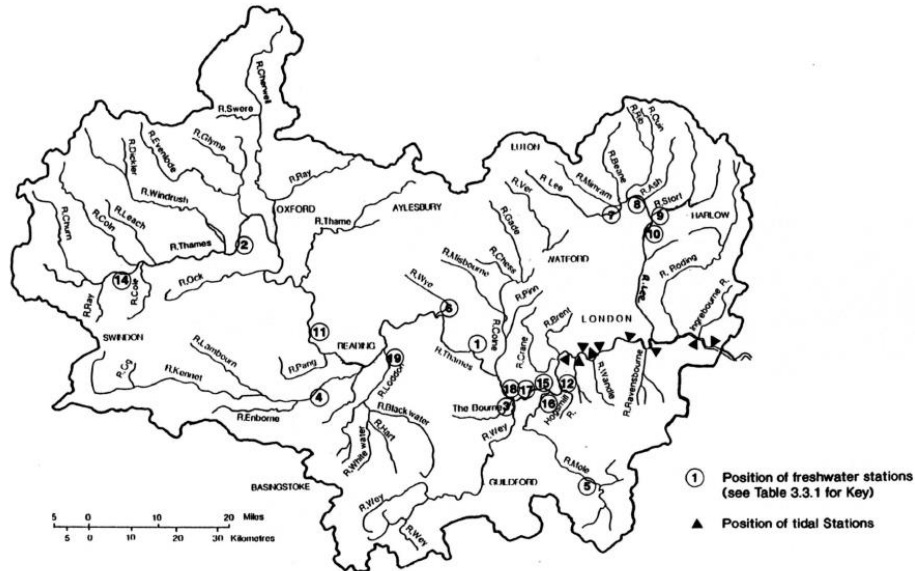 R.Cherwell
R.Swere
R.Glyme
R.Evenlode
R.Dickler
R.Windrush
R.Ray
OXFORD
R.Thame
AYLESBURY
LUTON
R.Lee
R.Ver
R.Mimram
R.Beane
R.Rib
R.Quin
R.Ash
R.Stort
HARLOW
7
8
9
10
R.Churn
R.Coln
R.Leach
R.Thames
2
14
R.Cole
R.Ray
R.Ock
R.Gade
R.Chess
R.Misbourne
R.Wye
WATFORD
R.Pinn
R.Colne
R.Lee
R. Roding
Ingrebourne R.
LONDON
R.Brent
R.Crane
SWINDON
R.Lambourn
R.Kennet
R.Og
R.Enborne
R.Pang
11
READING
19
R.Loddon
4
6
1
R.Thames
18
17
15
12
16
3
Hogsmill
R.
R.Wandle
R.Ravensbourne
The Bourne
R.Wey
R.Blackwater
R.Hart
R.White water
BASINGSTOKE
R.Wey
R.Wey
GUILDFORD
R.Mole
5
1 Position of freshwater stations
(see Table 3.3.1 for Key)
▲ Position of tidal Stations
5 0 10 20 Miles
5 0 10 20 30 Kilometres